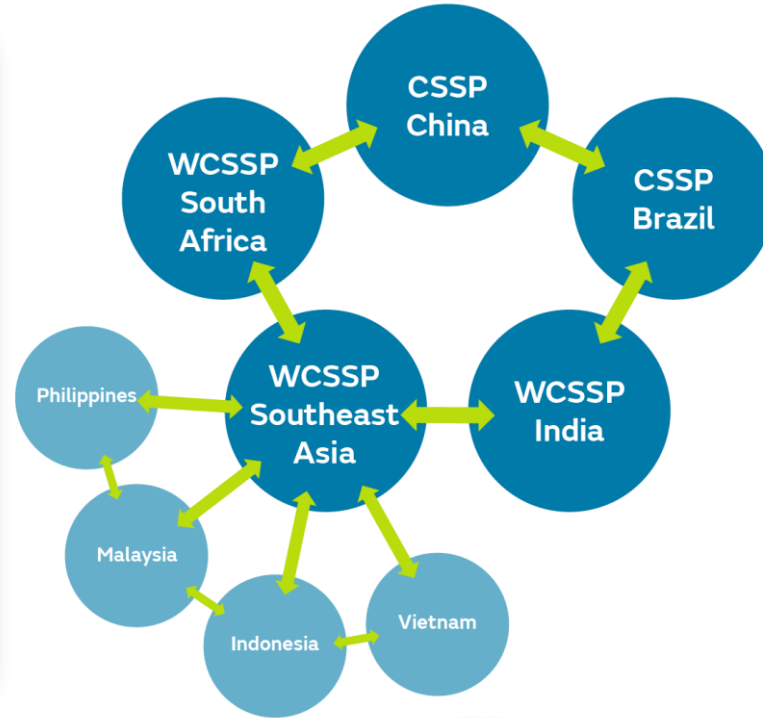 CSSP
China
WCSSP
South
Africa
CSSP
Brazil
WCSSP
Southeast
Asia
WCSSP
India
Philippines
Malaysia
Indonesia
Vietnam